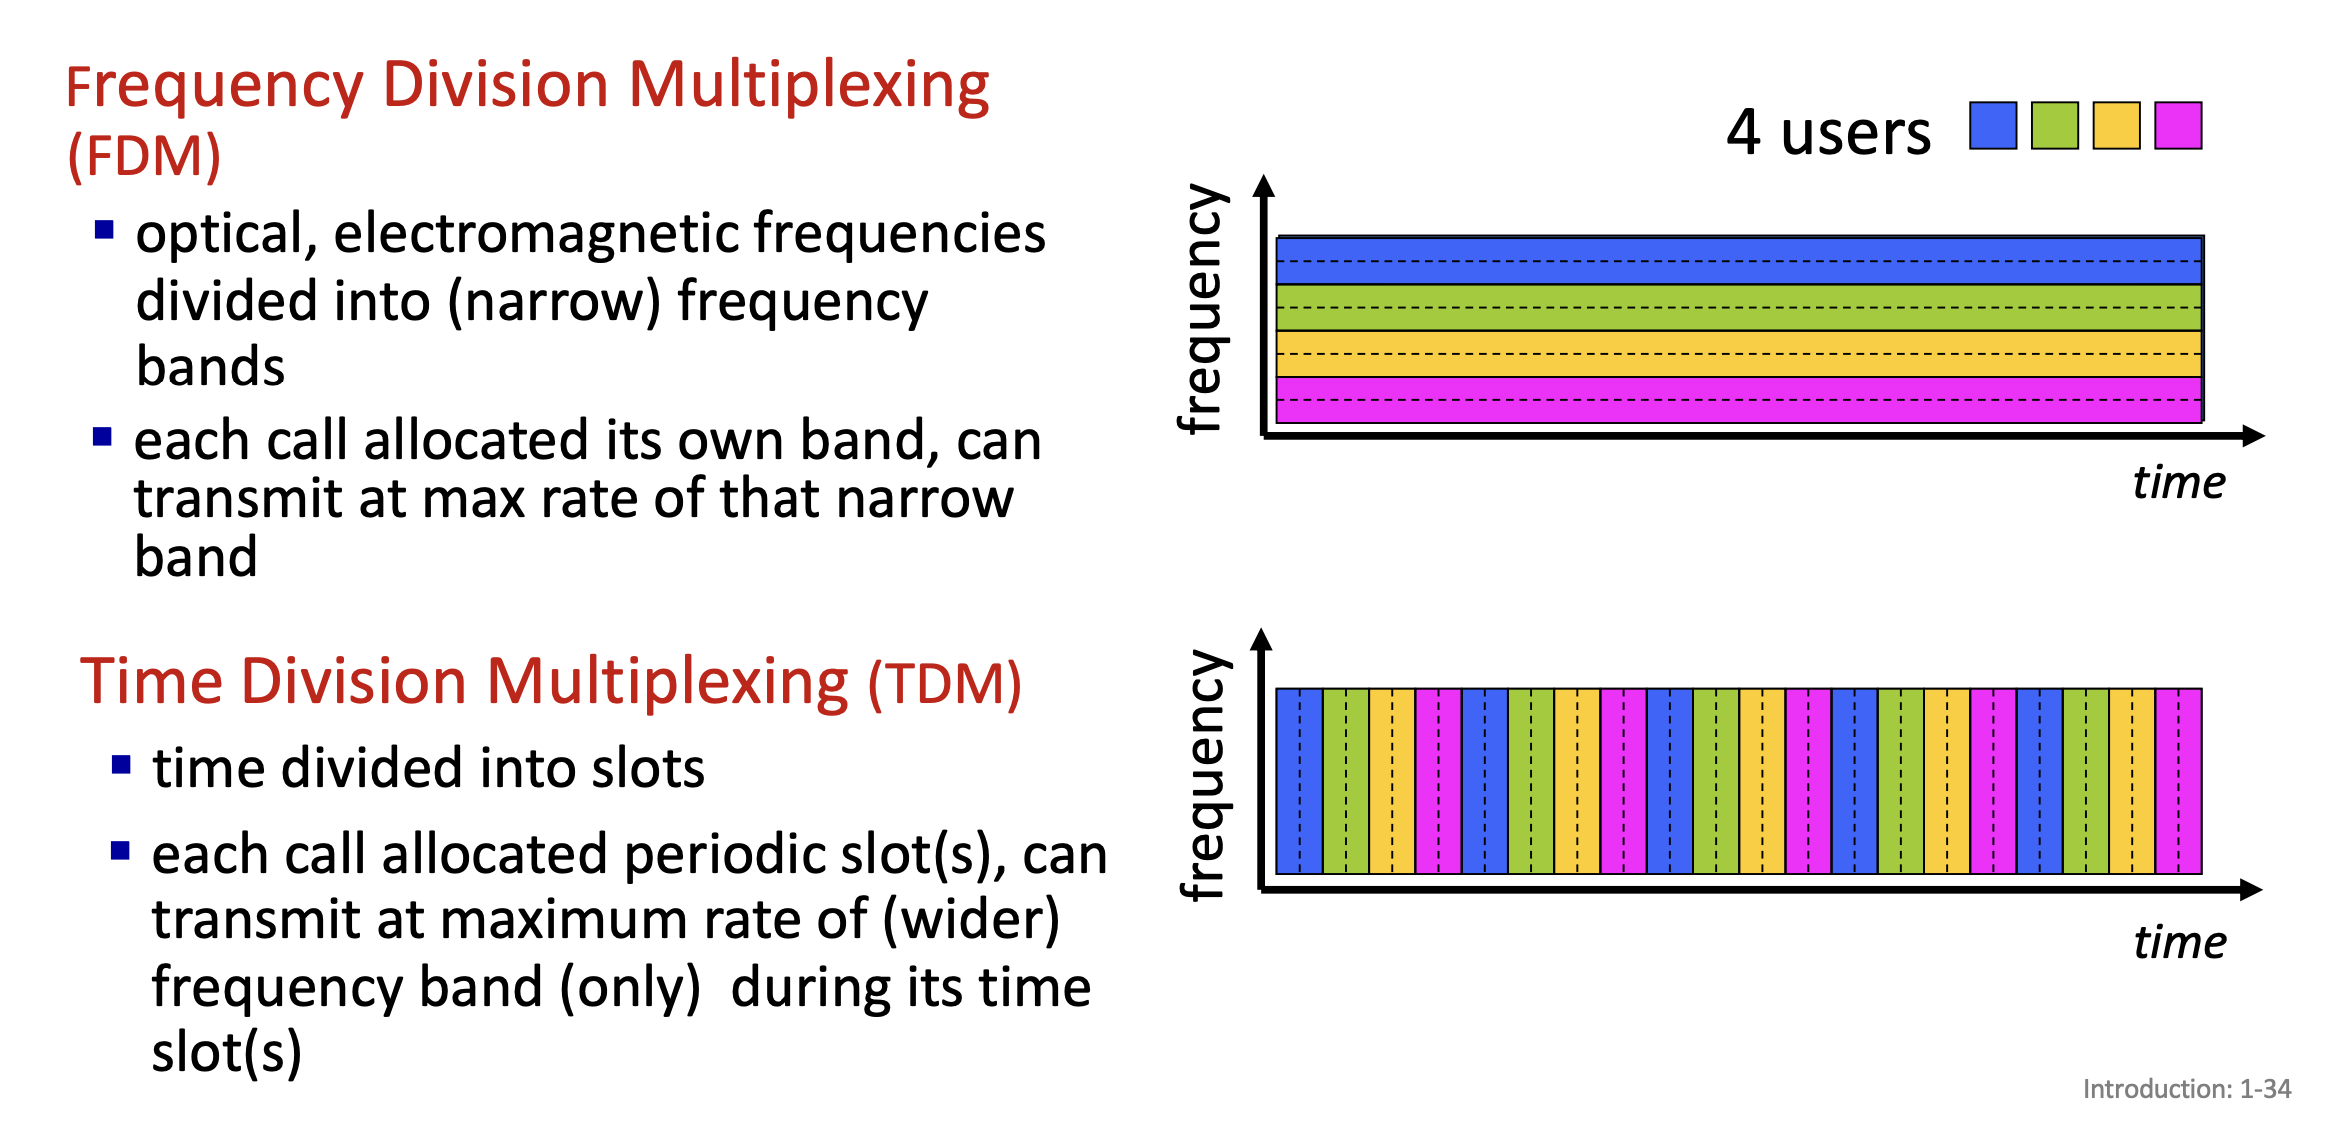 Frequency Division Multiplexing
(FDM)
optical, electromagnetic frequencies
divided into (narrow) frequency
bands
each call allocated its own band, can
transmit at max rate of that narrow
band
4 users
frequency
time
Time Division Multiplexing (TDM)
time divided into slots
each call allocated periodic slot(s), can
transmit at maximum rate of (wider)
frequency band (only) during its time
slot(s)
frequency
time
Introduction: 1-34